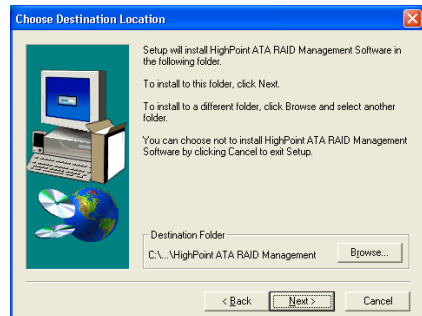 Choose Destination Location
Setup will install HighPoint ATA RAID Management Software in
the following folder.
To install to this folder, click Next.
To install to a different folder, click Browse and select another
folder.
You can choose not to install HighPoint ATA RAID Management
Software by clicking Cancel to exit Setup.
Destination Folder
C:\...\HighPoint ATA RAID Management
Browse...
< Back
Next >
Cancel